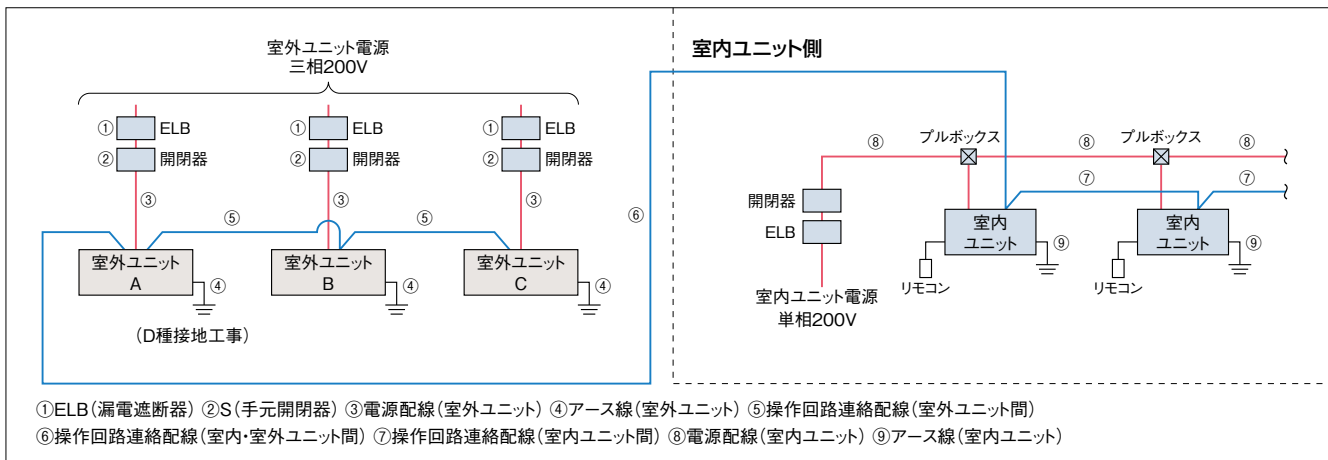 室外ユニット電源
三相200V
室内ユニット側
① ELB
① ELB
① ELB
② 開閉器
② 開閉器
② 開閉器
③
③
③
⑤
⑤
⑥
室外ユニット
A
室外ユニット
B
室外ユニット
C
④
④
④
(D種接地工事)
⑧
プルボックス
⑧
プルボックス
⑧
⑦
⑦
開閉器
ELB
室内
ユニット
室内
ユニット
⑨
⑨
リモコン
リモコン
室内ユニット電源
単相200V
①ELB(漏電遮断器) ②S(手元開閉器) ③電源配線(室外ユニット) ④アース線(室外ユニット) ⑤操作回路連絡配線(室外ユニット間)
⑥操作回路連絡配線(室内・室外ユニット間) ⑦操作回路連絡配線(室内ユニット間) ⑧電源配線(室内ユニット) ⑨アース線(室内ユニット)